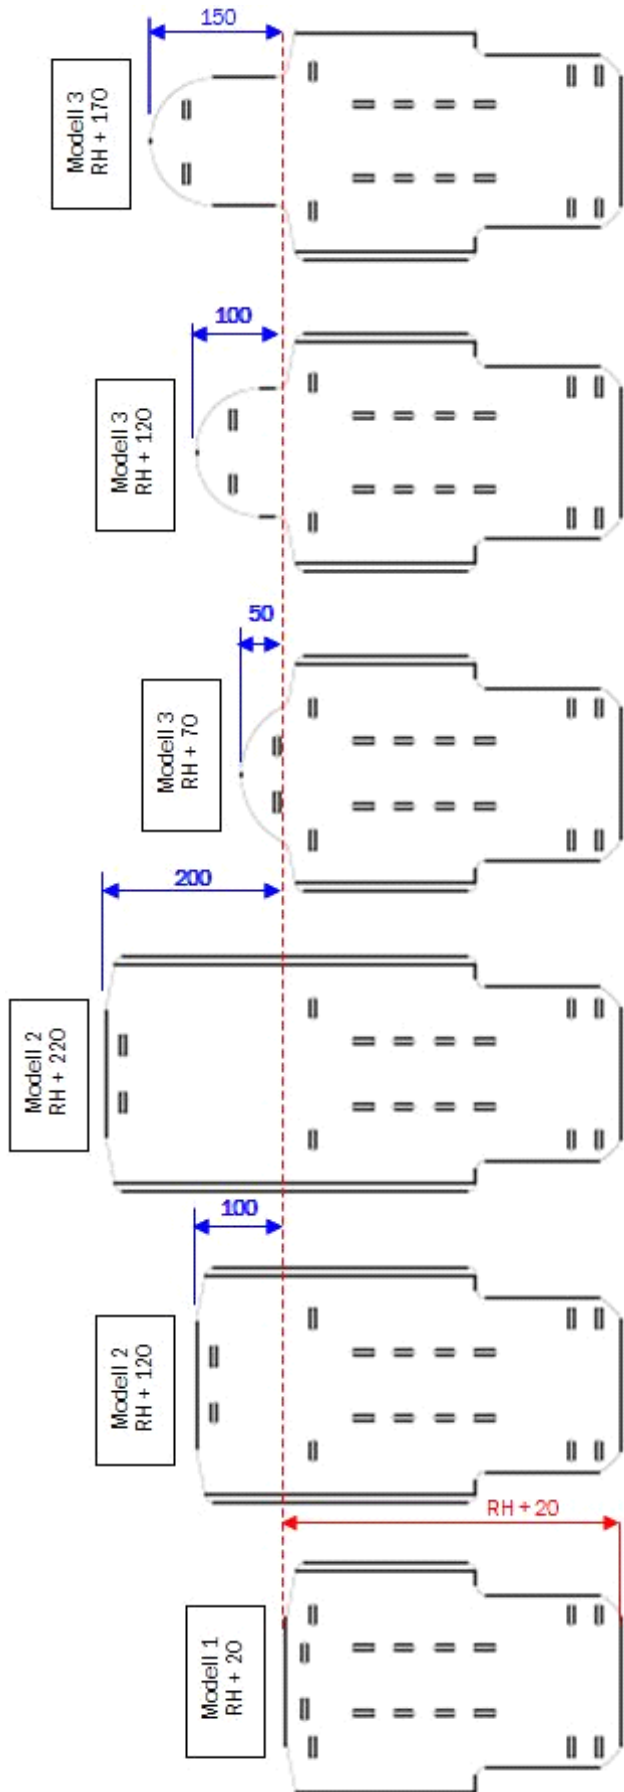 150
Modell 3
RH + 170
100
Modell 3
RH + 120
50
Modell 3
RH + 70
200
Modell 2
RH + 220
100
Modell 2
RH + 120
RH + 20
Modell 1
RH + 20